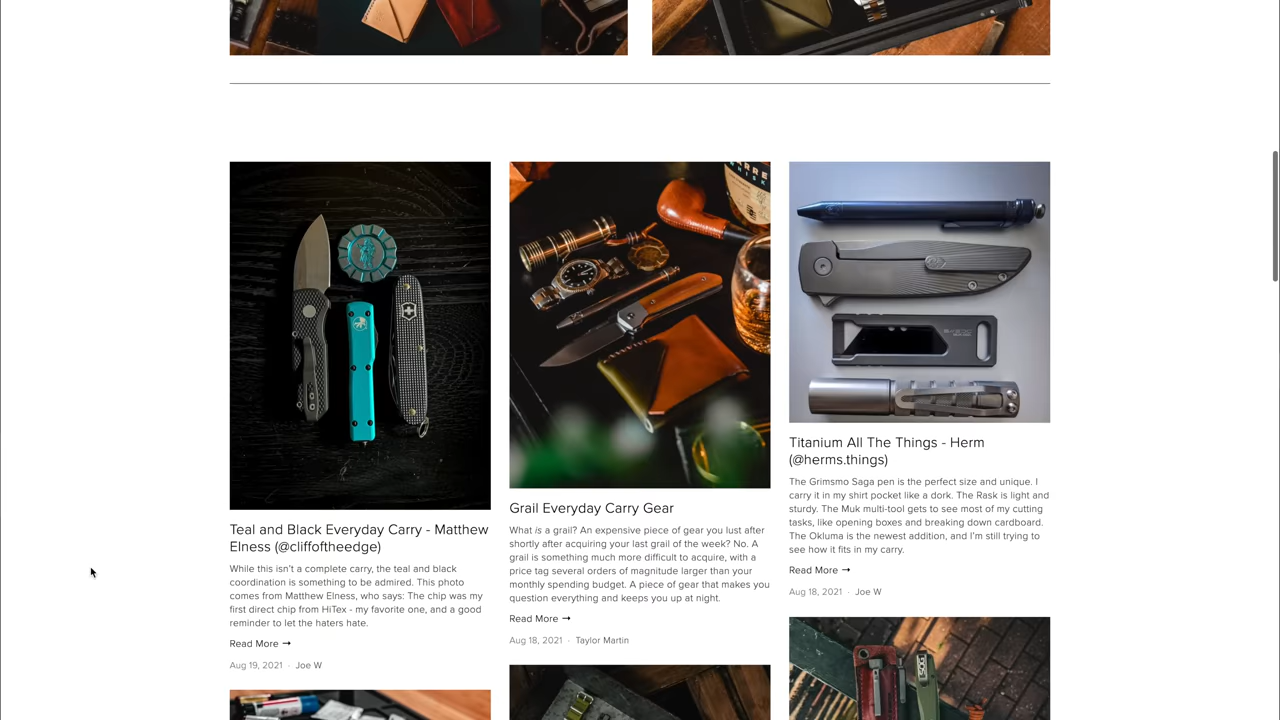 Teal and Black Everyday Carry - Matthew
Elness (@cliffoftheedge)
While this isn't a complete carry, the teal and black
coordination is something to be admired. This photo
comes from Matthew Elness, who says: The chip was my
first direct chip from HiTex - my favorite one, and a good
reminder to let the haters hate.
Read More →
Aug 19, 2021 · Joe W
Grail Everyday Carry Gear
What is a grail? An expensive piece of gear you lust after
shortly after acquiring your last grail of the week? No. A
grail is something much more difficult to acquire, with a
price tag several orders of magnitude larger than your
monthly spending budget. A piece of gear that makes you
question everything and keeps you up at night.
Read More →
Aug 18, 2021 · Taylor Martin
Titanium All The Things - Herm
(@herms.things)
The Grimsmo Saga pen is the perfect size and unique. I
carry it in my shirt pocket like a dork. The Rask is light and
sturdy. The Muk multi-tool gets to see most of my cutting
tasks, like opening boxes and breaking down cardboard.
The Okluma is the newest addition, and I'm still trying to
see how it fits in my carry.
Read More →
Aug 18, 2021 · Joe W